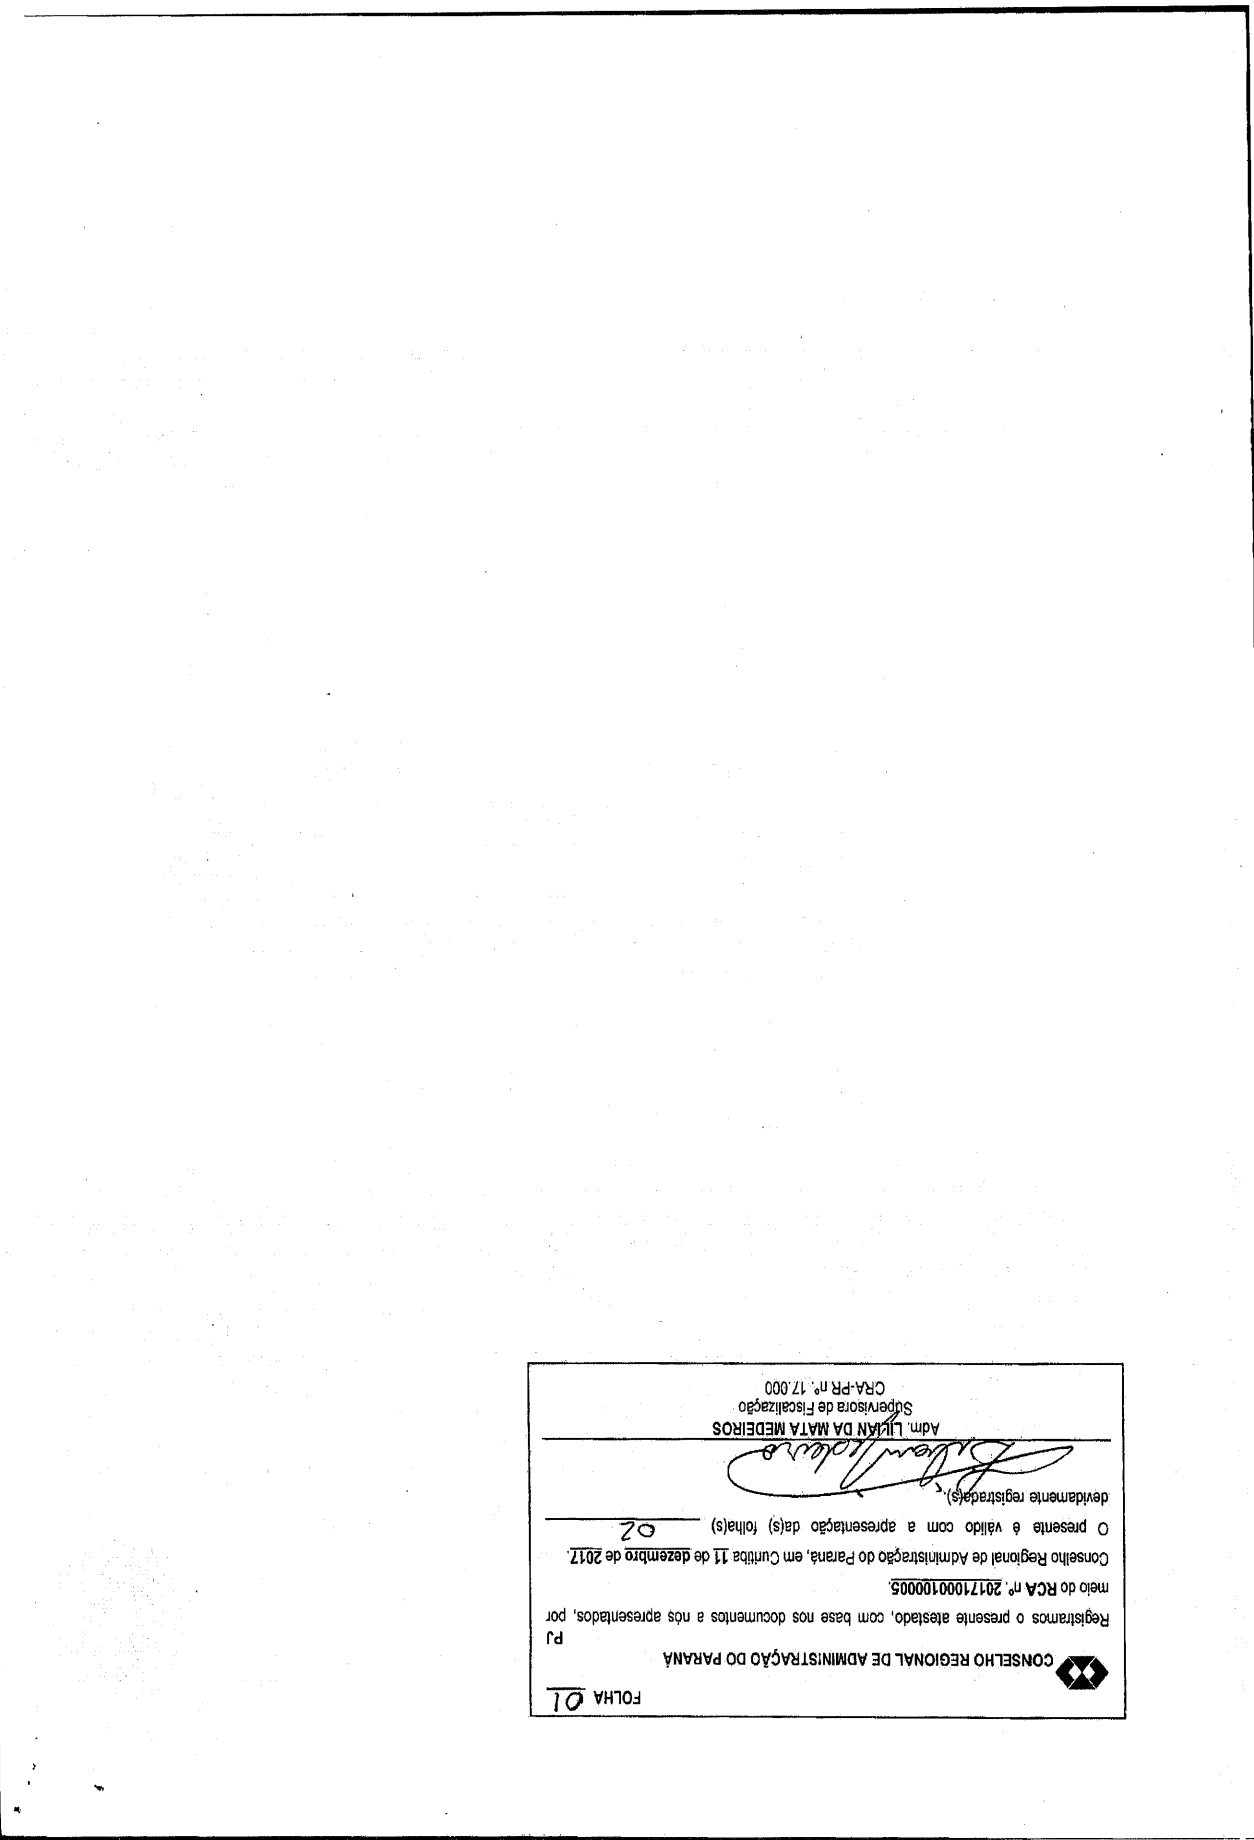 FOLHA 01
CONSELHO REGIONAL DE ADMINISTRAÇÃO DO PARANÁ
PJ
Registramos o presente atestado, com base nos documentos a nós apresentados, por
meio do RCA nº. 20171000100005.
Conselho Regional de Administração do Paraná, em Curitiba 11 de dezembro de 2017.
O presente é válido com a apresentação da(s) folha(s) 02
devidamente registrada(s).
Lilian Medeiros
Adm. LILIAN DA MATA MEDEIROS
Supervisora de Fiscalização
CRA-PR nº. 17.000